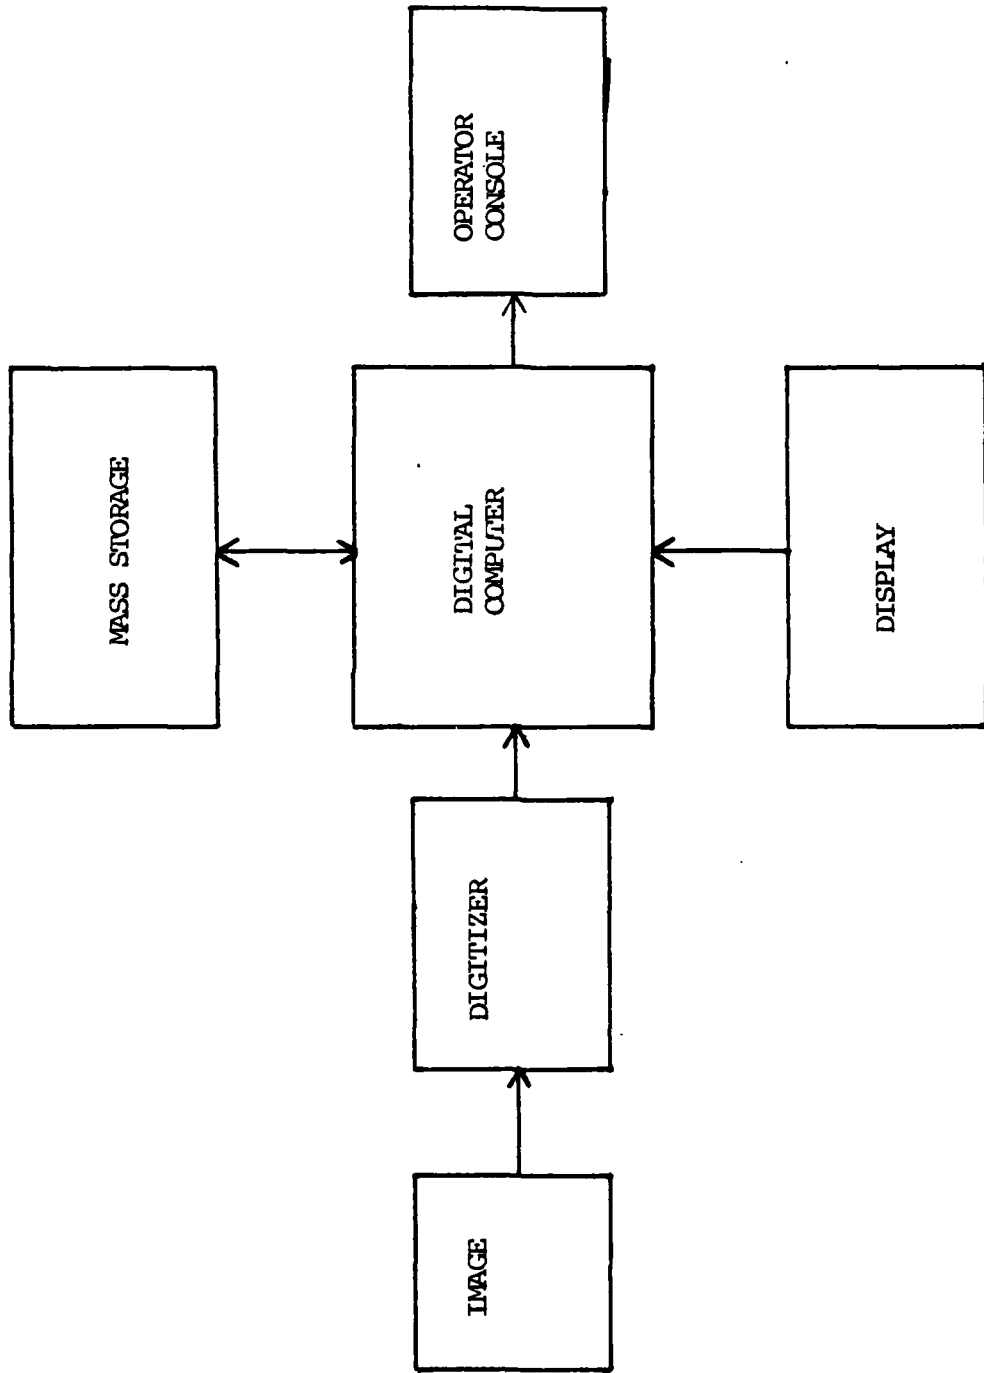 MASS STORAGE
IMAGE
DIGITIZER
DIGITAL
COMPUTER
OPERATOR
CONSOLE
DISPLAY